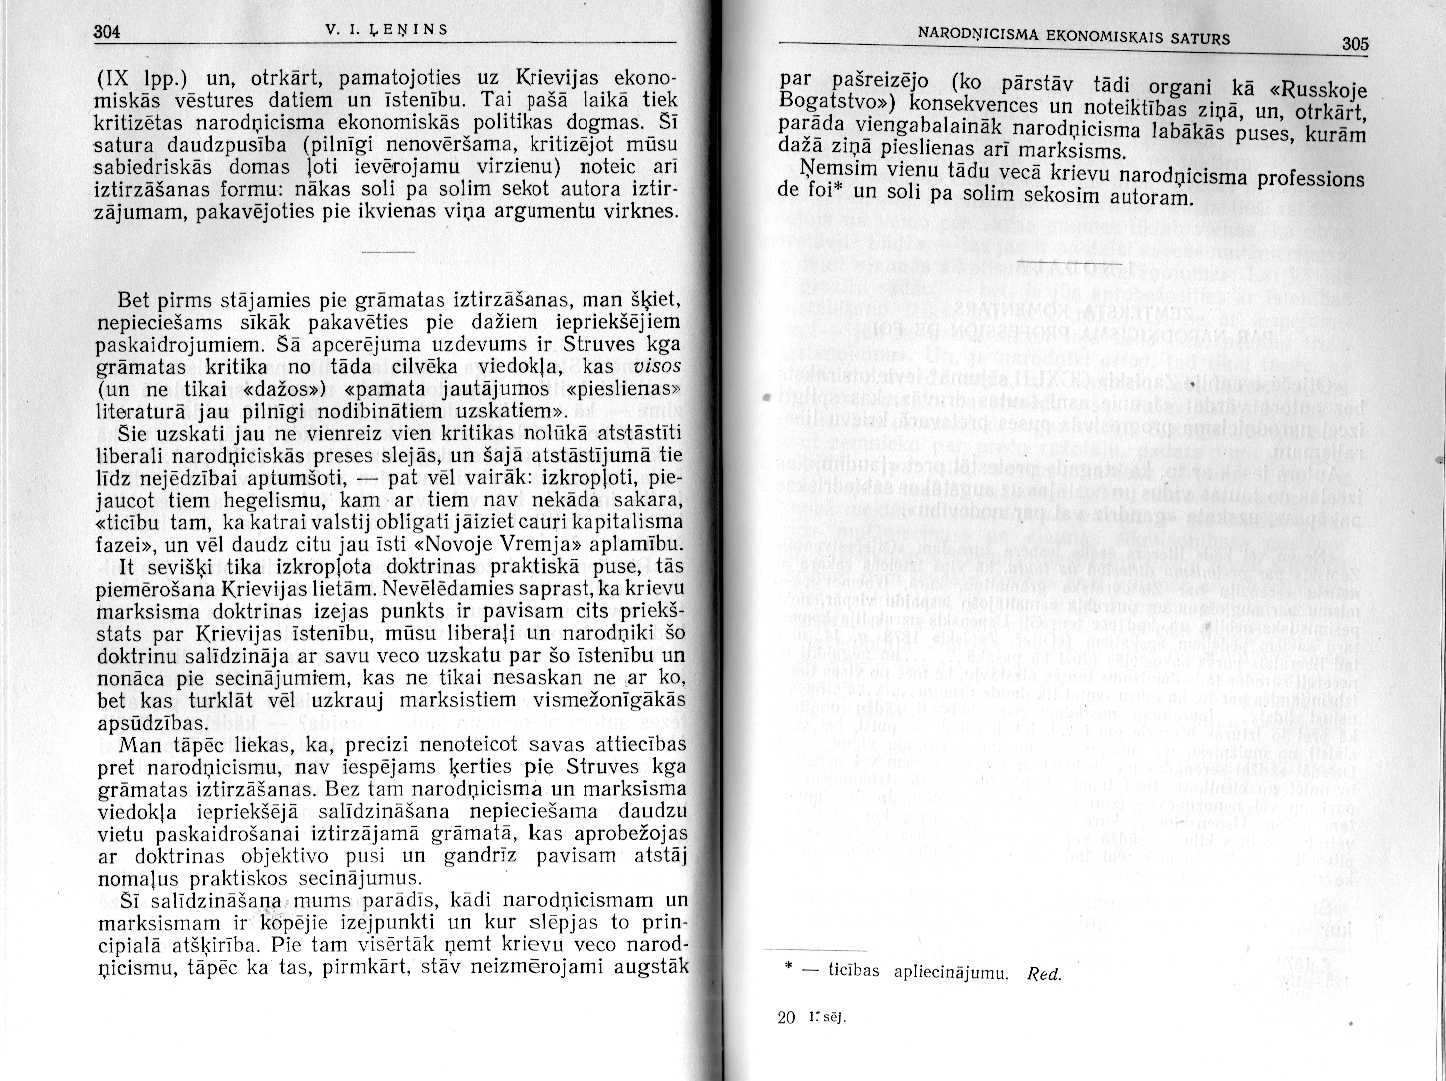 304
V. I. ĻEŅINS
(IX lpp.) un, otrkārt, pamatojoties uz Krievijas ekono-
miskās vēstures datiem un īstenību. Tai pašā laikā tiek
kritizētas narodņicisma ekonomiskās politikas dogmas. Šī
satura daudzpusība (pilnīgi nenovēršama, kritizējot mūsu
sabiedriskās domas ļoti ievērojamu virzienu) noteic arī
iztirzāšanas formu: nākas soli pa solim sekot autora iztir-
zājumam, pakavējoties pie ikvienas viņa argumentu virknes.
Bet pirms stājamies pie grāmatas iztirzāšanas, man šķiet,
nepieciešams sīkāk pakavēties pie dažiem iepriekšējiem
paskaidrojumiem. Šā apcerējuma uzdevums ir Struves kga
grāmatas kritika no tāda cilvēka viedokļa, kas visos
(un ne tikai «dažos») «pamata jautājumos «pieslienas»
literaturā jau pilnīgi nodibinātiem uzskatiem».
Šie uzskati jau ne vienreiz vien kritikas nolūkā atstāstīti
liberali narodņiciskās preses slejās, un šajā atstāstījumā tie
līdz nejēdzībai aptumšoti, — pat vēl vairāk: izkropļoti, pie-
jaucot tiem hegelismu, kam ar tiem nav nekāda sakara,
«ticību tam, ka katrai valstij obligati jāiziet cauri kapitalisma
fazei», un vēl daudz citu jau īsti «Novoje Vremja» aplamību.
It sevišķi tika izkropļota doktrinas praktiskā puse, tās
piemērošana Krievijas lietām. Nevēlēdamies saprast, ka krievu
marksisma doktrinas izejas punkts ir pavisam cits priekš-
stats par Krievijas īstenību, mūsu liberaļi un narodņiki šo
doktrinu salīdzināja ar savu veco uzskatu par šo īstenību un
nonāca pie secinājumiem, kas ne tikai nesaskan ne ar ko,
bet kas turklāt vēl uzkrauj marksistiem vismežonīgākās
apsūdzības.
Man tāpēc liekas, ka, precizi nenoteicot savas attiecības
pret narodņicismu, nav iespējams ķerties pie Struves kga
grāmatas iztirzāšanas. Bez tam narodņicisma un marksisma
viedokļa iepriekšējā salīdzināšana nepieciešama daudzu
vietu paskaidrošanai iztirzājamā grāmatā, kas aprobežojas
ar doktrinas objektivo pusi un gandrīz pavisam atstāj
nomaļus praktiskos secinājumus.
Šī salīdzināšana mums parādīs, kādi narodņicismam un
marksismam ir kopējie izejpunkti un kur slēpjas to prin-
cipialā atšķirība. Pie tam visērtāk ņemt krievu veco narod-
ņicismu, tāpēc ka tas, pirmkārt, stāv neizmērojami augstāk
NARODŅICISMA EKONOMISKAIS SATURS
305
par pašreizējo (ko pārstāv tādi organi kā «Russkoje
Bogatstvo») konsekvences un noteiktības ziņā, un, otrkārt,
parāda viengabalaināk narodņicisma labākās puses, kurām
dažā ziņā pieslienas arī marksisms.
Ņemsim vienu tādu vecā krievu narodņicisma professions
de foi* un soli pa solim sekosim autoram.
* — ticības apliecinājumu. Red.
20 1. sēj.